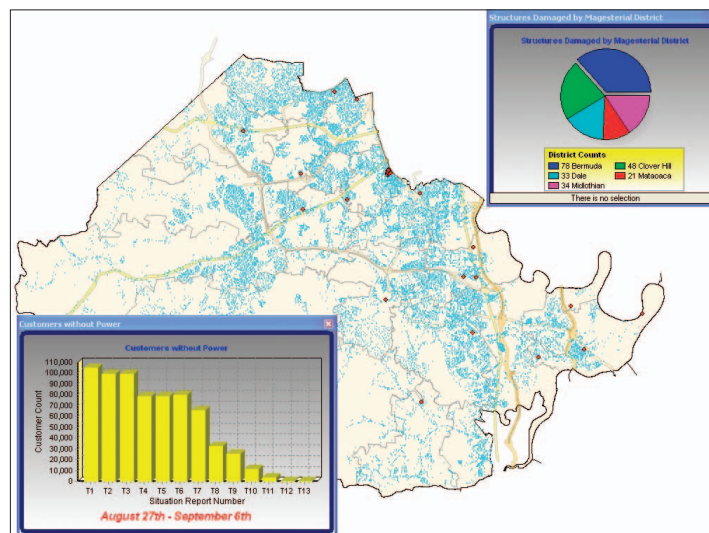 Structures Damaged by Magesterial District
Structures Damaged by Magesterial District
District Counts
78 Bermuda
48 Clover Hill
33 Dale
21 Mataoaca
34 Midlothian
There is no selection
Customers without Power
Customers without Power
110,000
100,000
90,000
80,000
70,000
60,000
50,000
40,000
30,000
20,000
10,000
0
Customer Count
T1 T2 T3 T4 T5 T6 T7 T8 T9 T10 T11 T12 T13
Situation Report Number
August 27th - September 6th